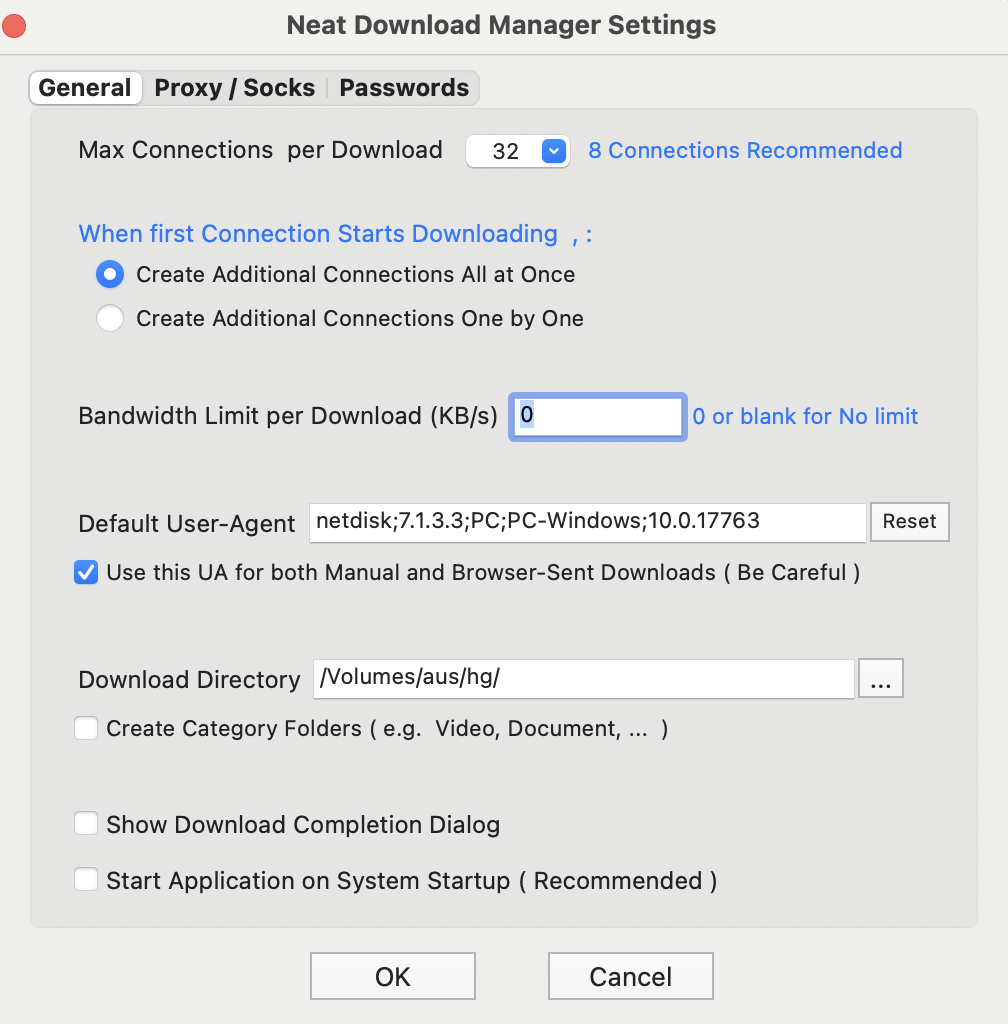 Neat Download Manager Settings
General Proxy / Socks Passwords
Max Connections per Download 32 8 Connections Recommended
When first Connection Starts Downloading , :
Create Additional Connections All at Once
Create Additional Connections One by One
Bandwidth Limit per Download (KB/s) 0 0 or blank for No limit
Default User-Agent netdisk;7.1.3.3;PC;PC-Windows;10.0.17763 Reset
Use this UA for both Manual and Browser-Sent Downloads ( Be Careful )
Download Directory /Volumes/aus/hg/ ...
Create Category Folders ( e.g. Video, Document, ... )
Show Download Completion Dialog
Start Application on System Startup ( Recommended )
OK Cancel